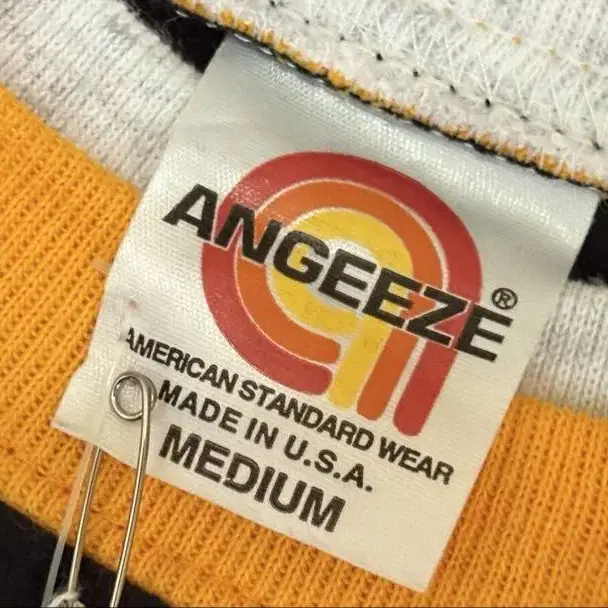 ANGEEZE®
AMERICAN STANDARD WEAR
MADE IN U.S.A.
MEDIUM